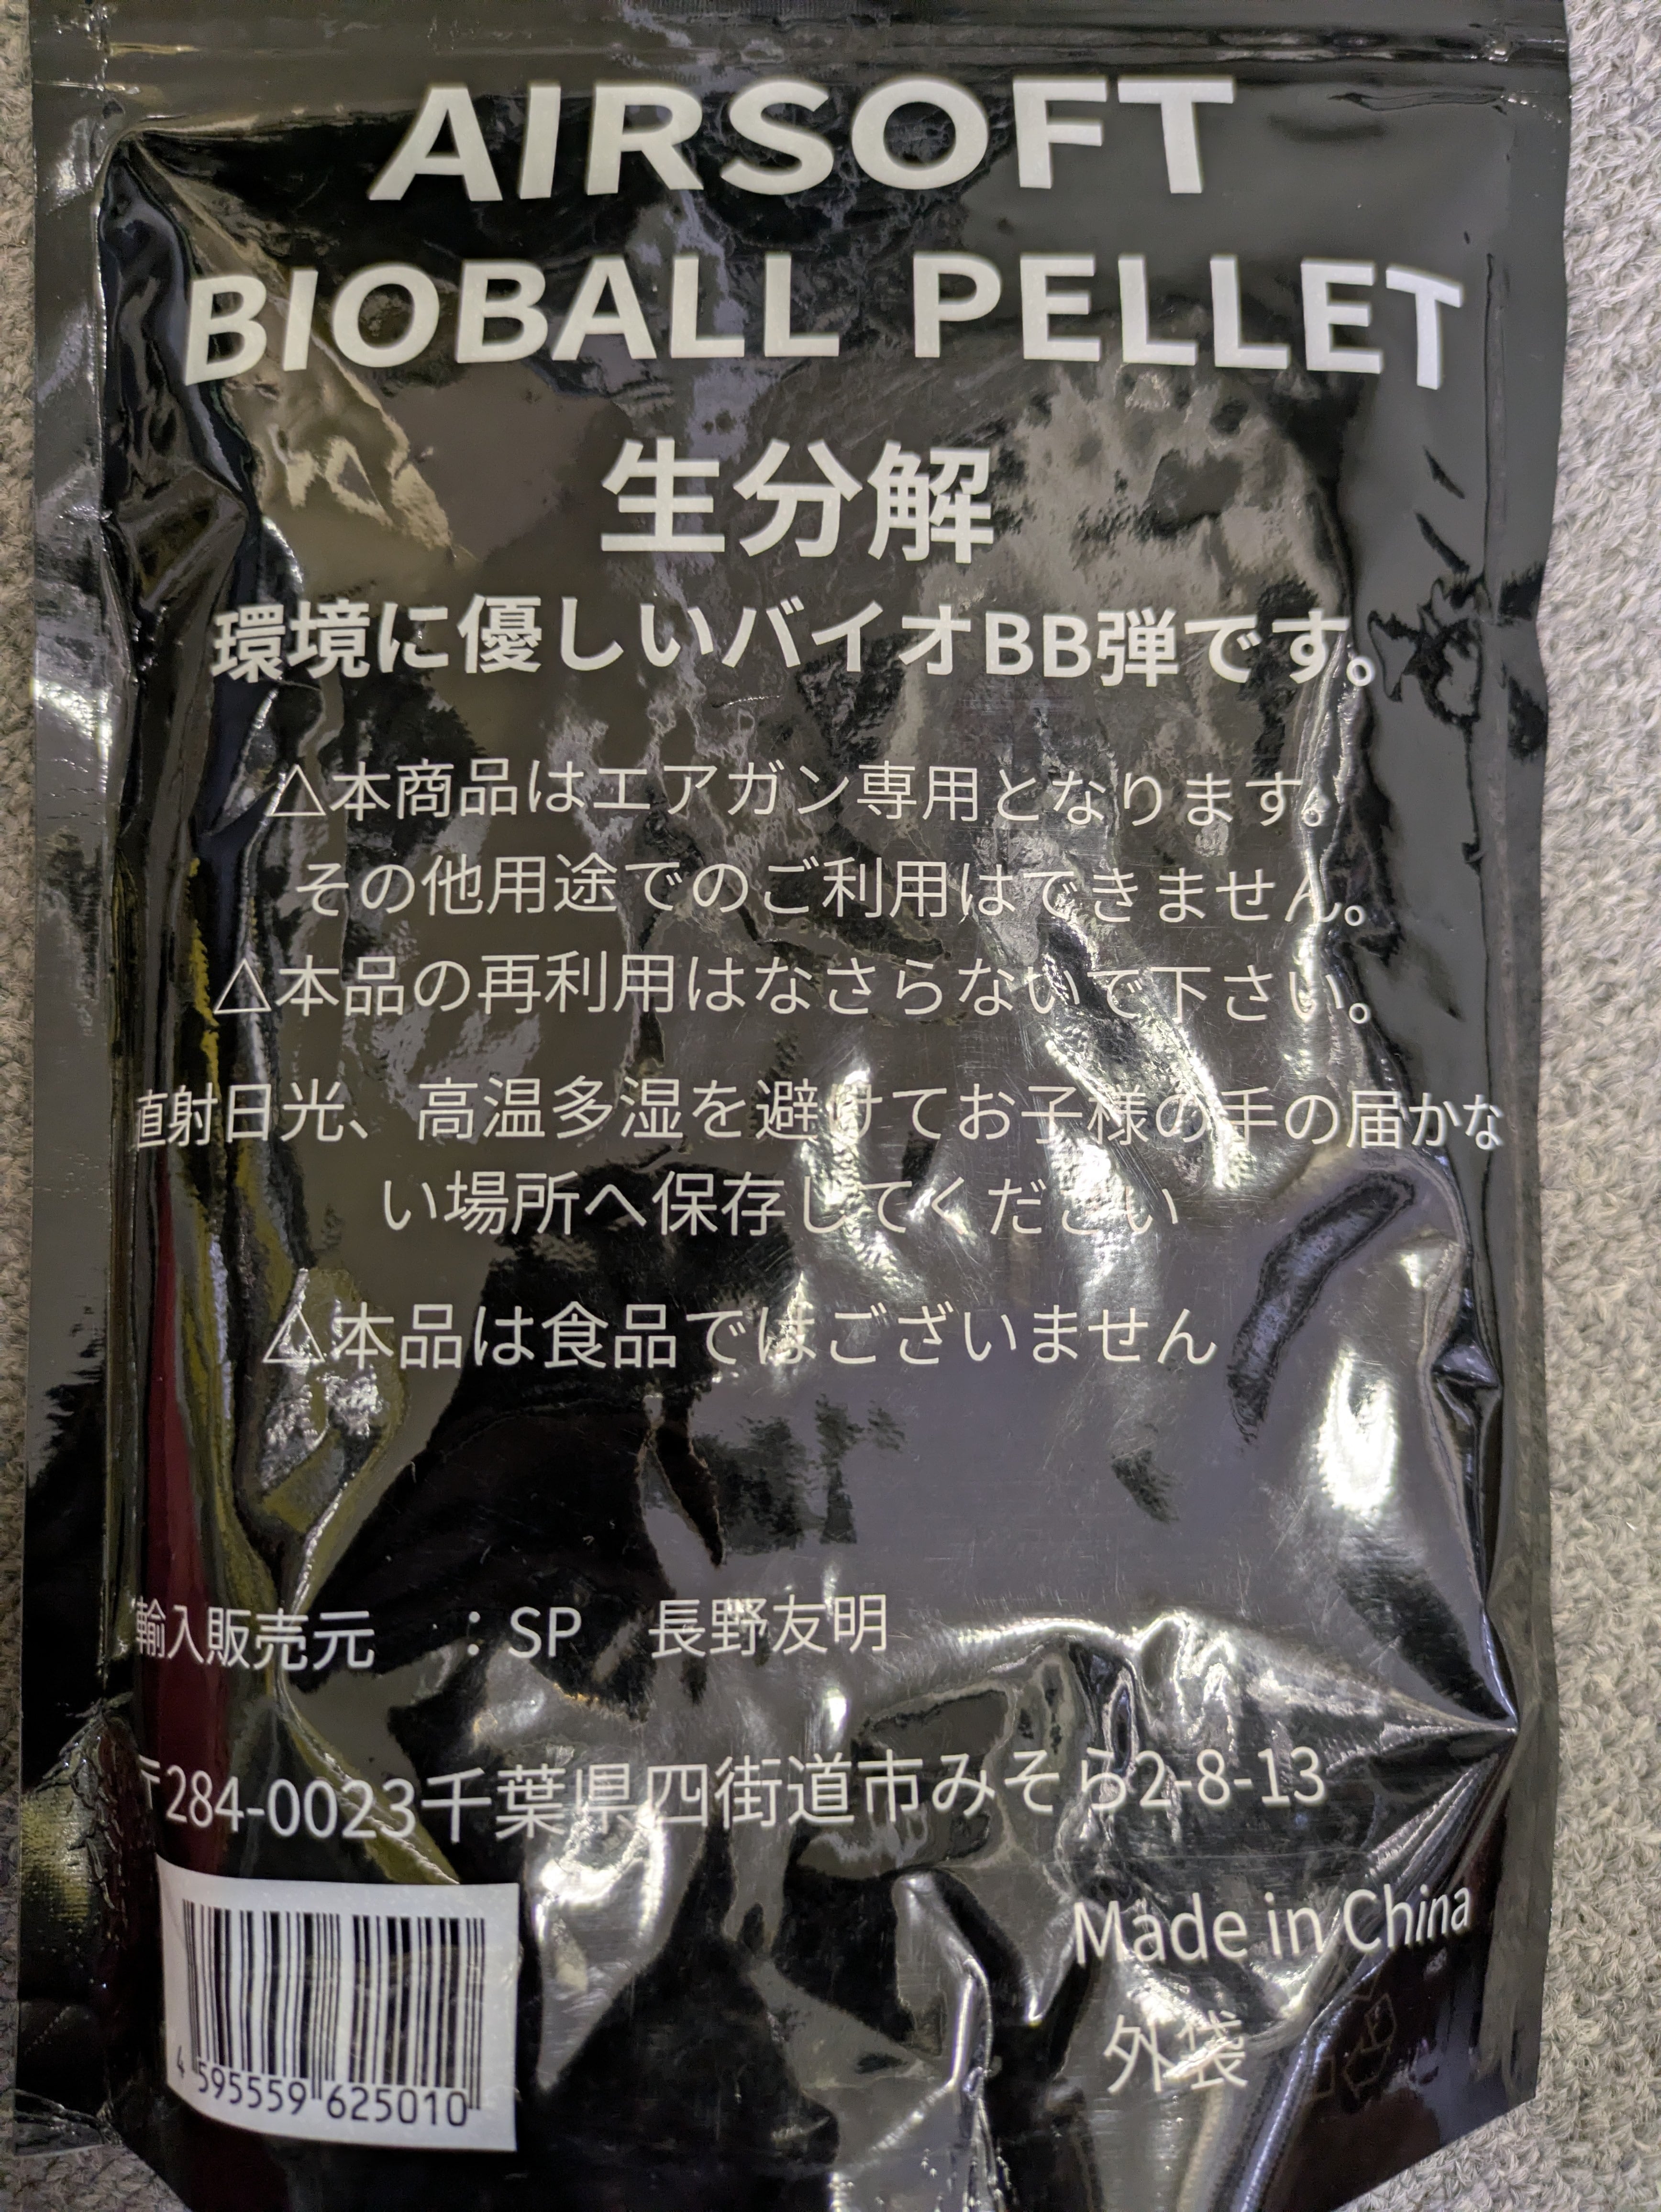 AIRSOFT
BIOBALL PELLET
生分解
環境に優しいバイオBB弾です。
△本商品はエアガン専用となります。
その他用途でのご利用はできません。
△本品の再利用はなさらないで下さい。
直射日光、高温多湿を避けてお子様の手の届かな
い場所へ保存してください
△本品は食品ではございません
輸入販売元 ：SP 長野友明
〒284-0023千葉県四街道市みそら2-8-13
Made in China
外袋
4 595559 625010